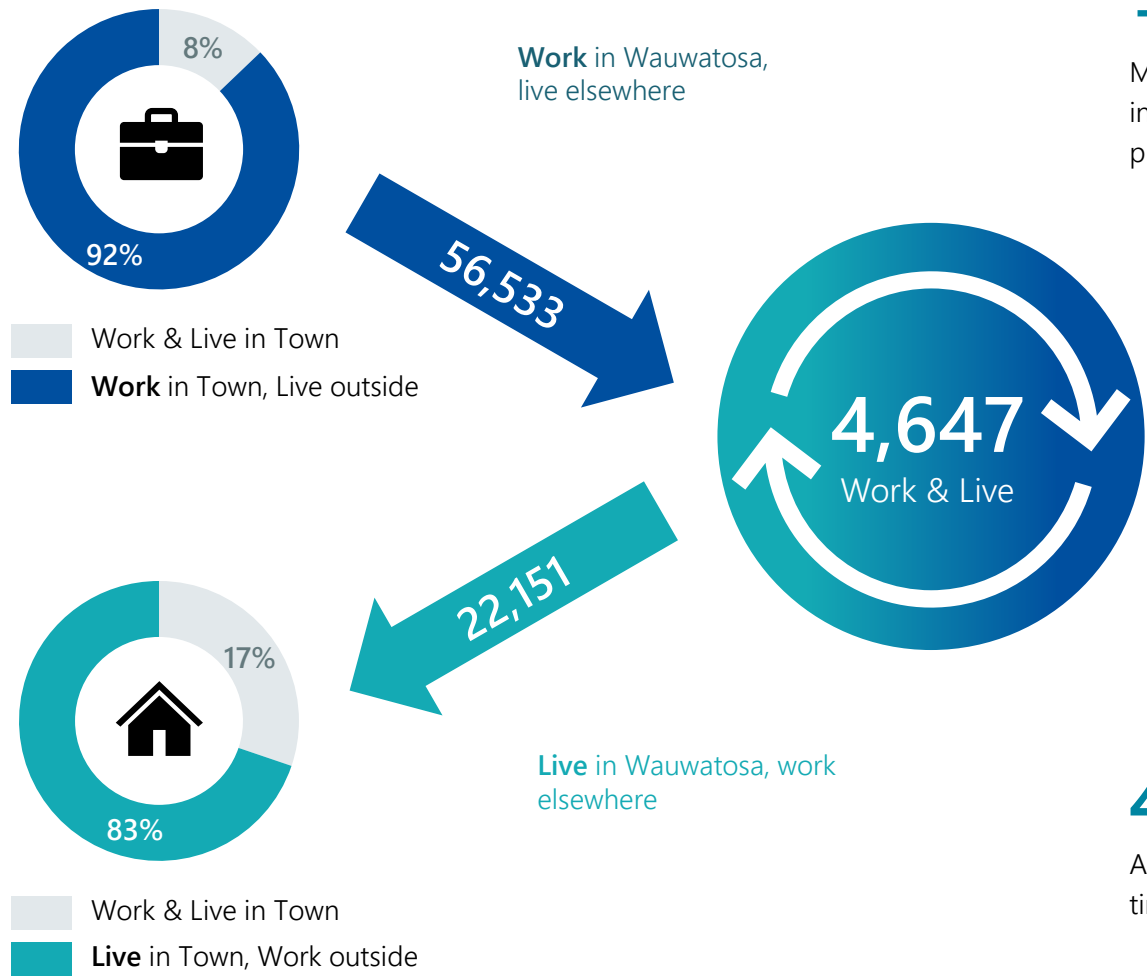 8%
92%
Work & Live in Town
Work in Town, Live outside
Work in Wauwatosa,
live elsewhere
56,533
4,647
Work & Live
22,151
17%
83%
Work & Live in Town
Live in Town, Work outside
Live in Wauwatosa, work
elsewhere